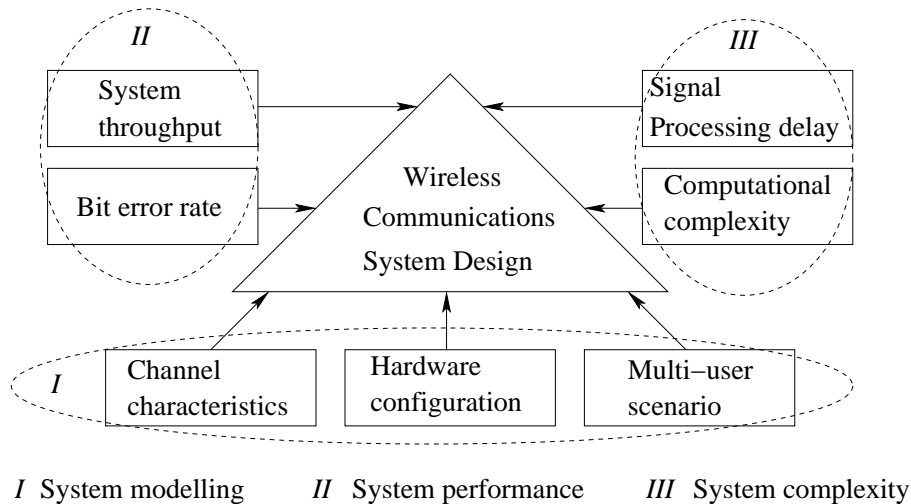 II
System
throughput
Bit error rate
III
Signal
Processing delay
Computational
complexity
Wireless
Communications
System Design
I
Channel
characteristics
Hardware
configuration
Multi−user
scenario
I System modelling II System performance III System complexity